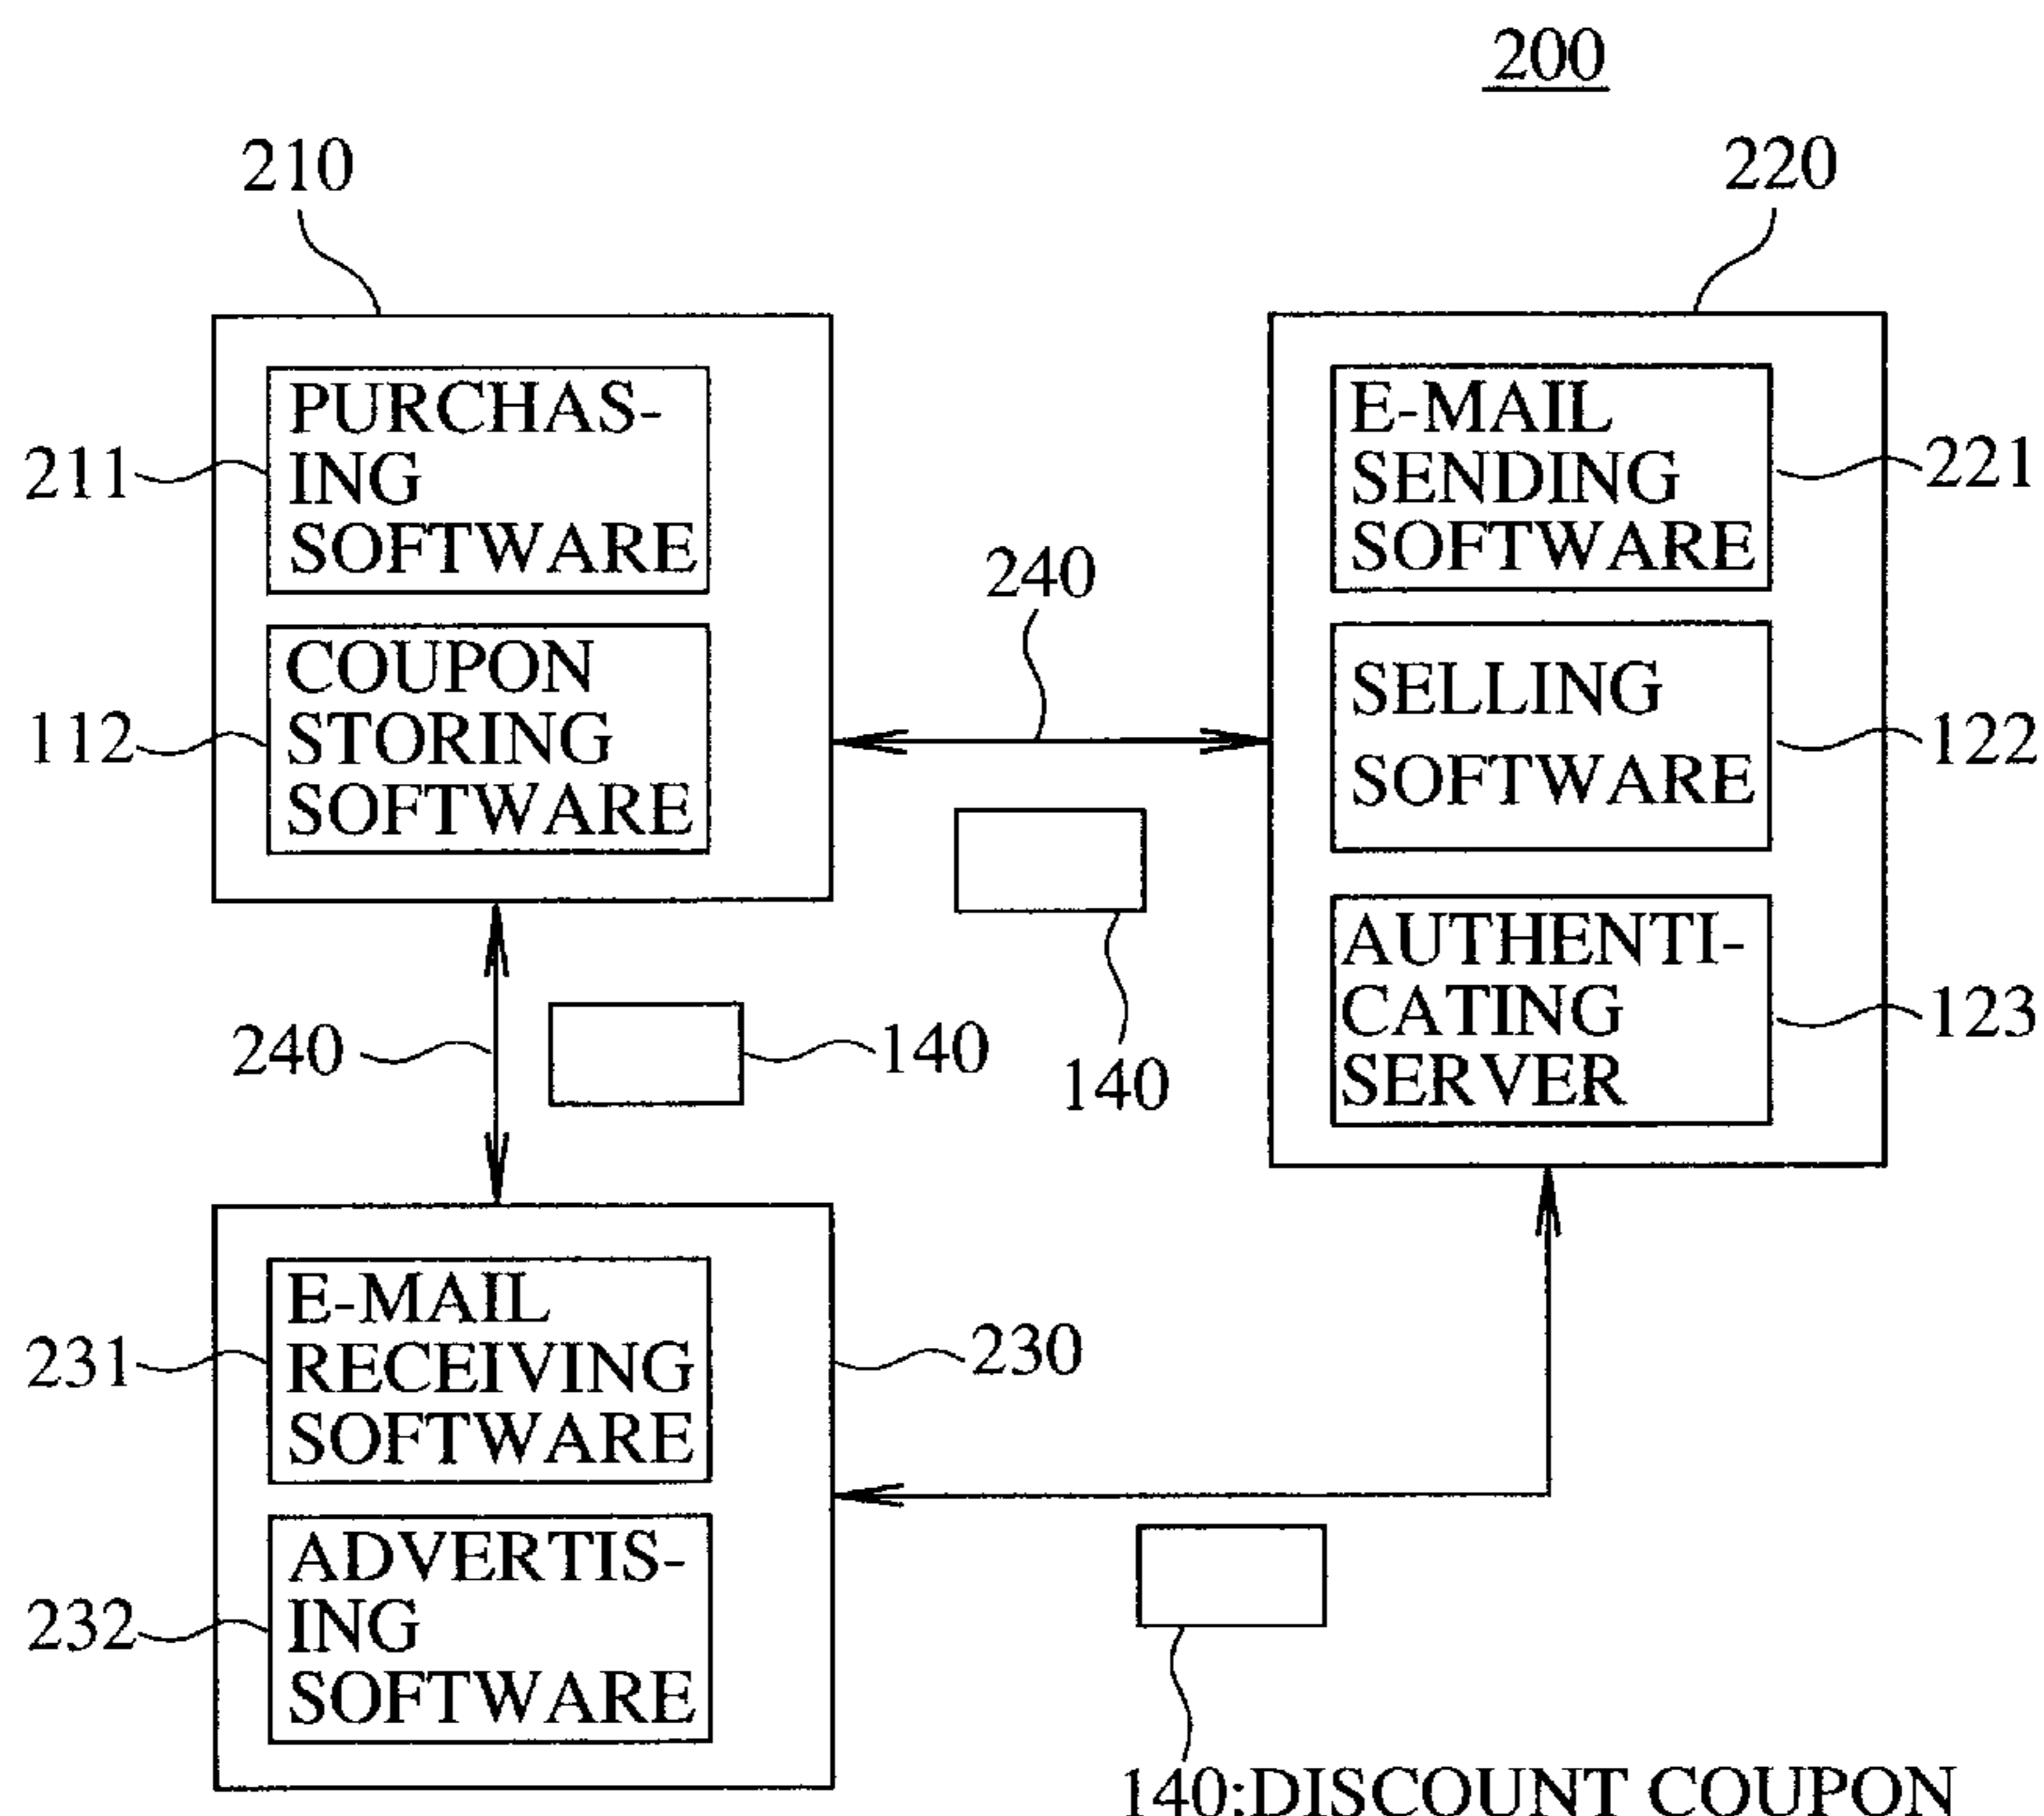 200
210
220
PURCHAS-
ING
SOFTWARE
211
COUPON
STORING
SOFTWARE
112
E-MAIL
SENDING
SOFTWARE
221
SELLING
SOFTWARE
122
AUTHENTI-
CATING
SERVER
123
240
140
240
140
E-MAIL
RECEIVING
SOFTWARE
231
230
ADVERTIS-
ING
SOFTWARE
232
140:DISCOUNT COUPON